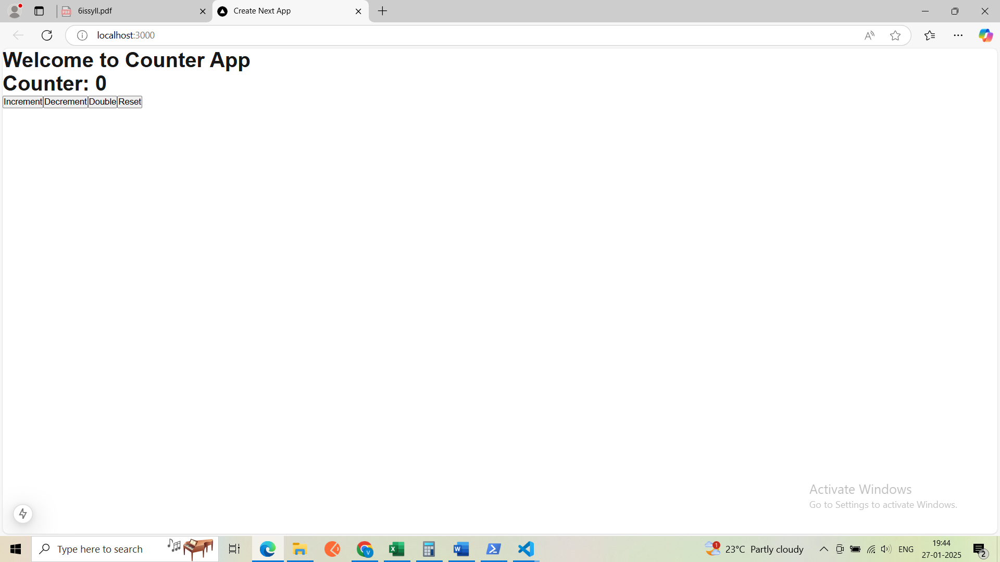 6issyll.pdf
Create Next App
localhost:3000
Welcome to Counter App
Counter: 0
Increment Decrement Double Reset
Activate Windows
Go to Settings to activate Windows.
Type here to search
1
23°C Partly cloudy
ENG
19:44
27-01-2025
2